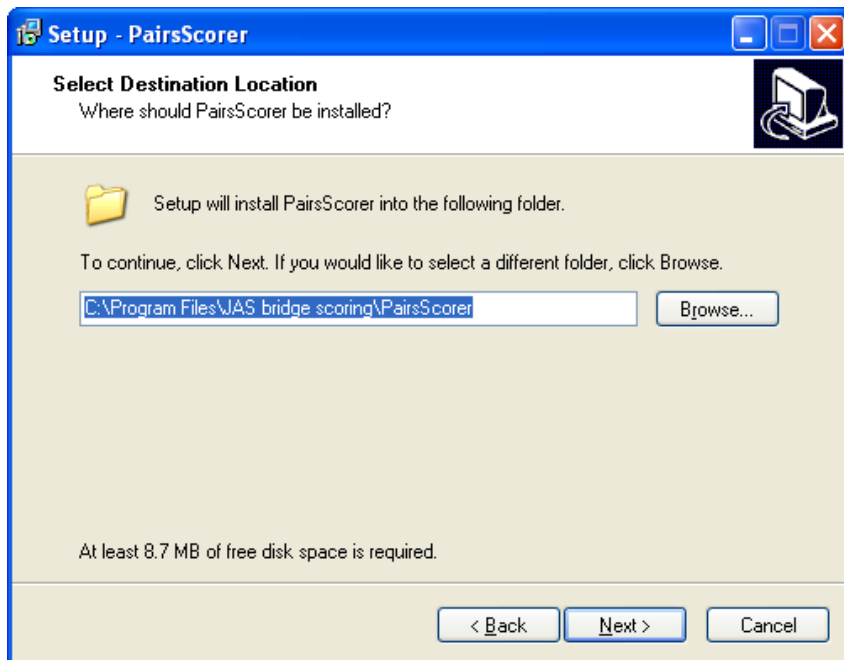 Setup - PairsScorer
Select Destination Location
Where should PairsScorer be installed?
Setup will install PairsScorer into the following folder.
To continue, click Next. If you would like to select a different folder, click Browse.
C:\Program Files\JAS bridge scoring\PairsScorer
Browse...
At least 8.7 MB of free disk space is required.
< Back
Next >
Cancel